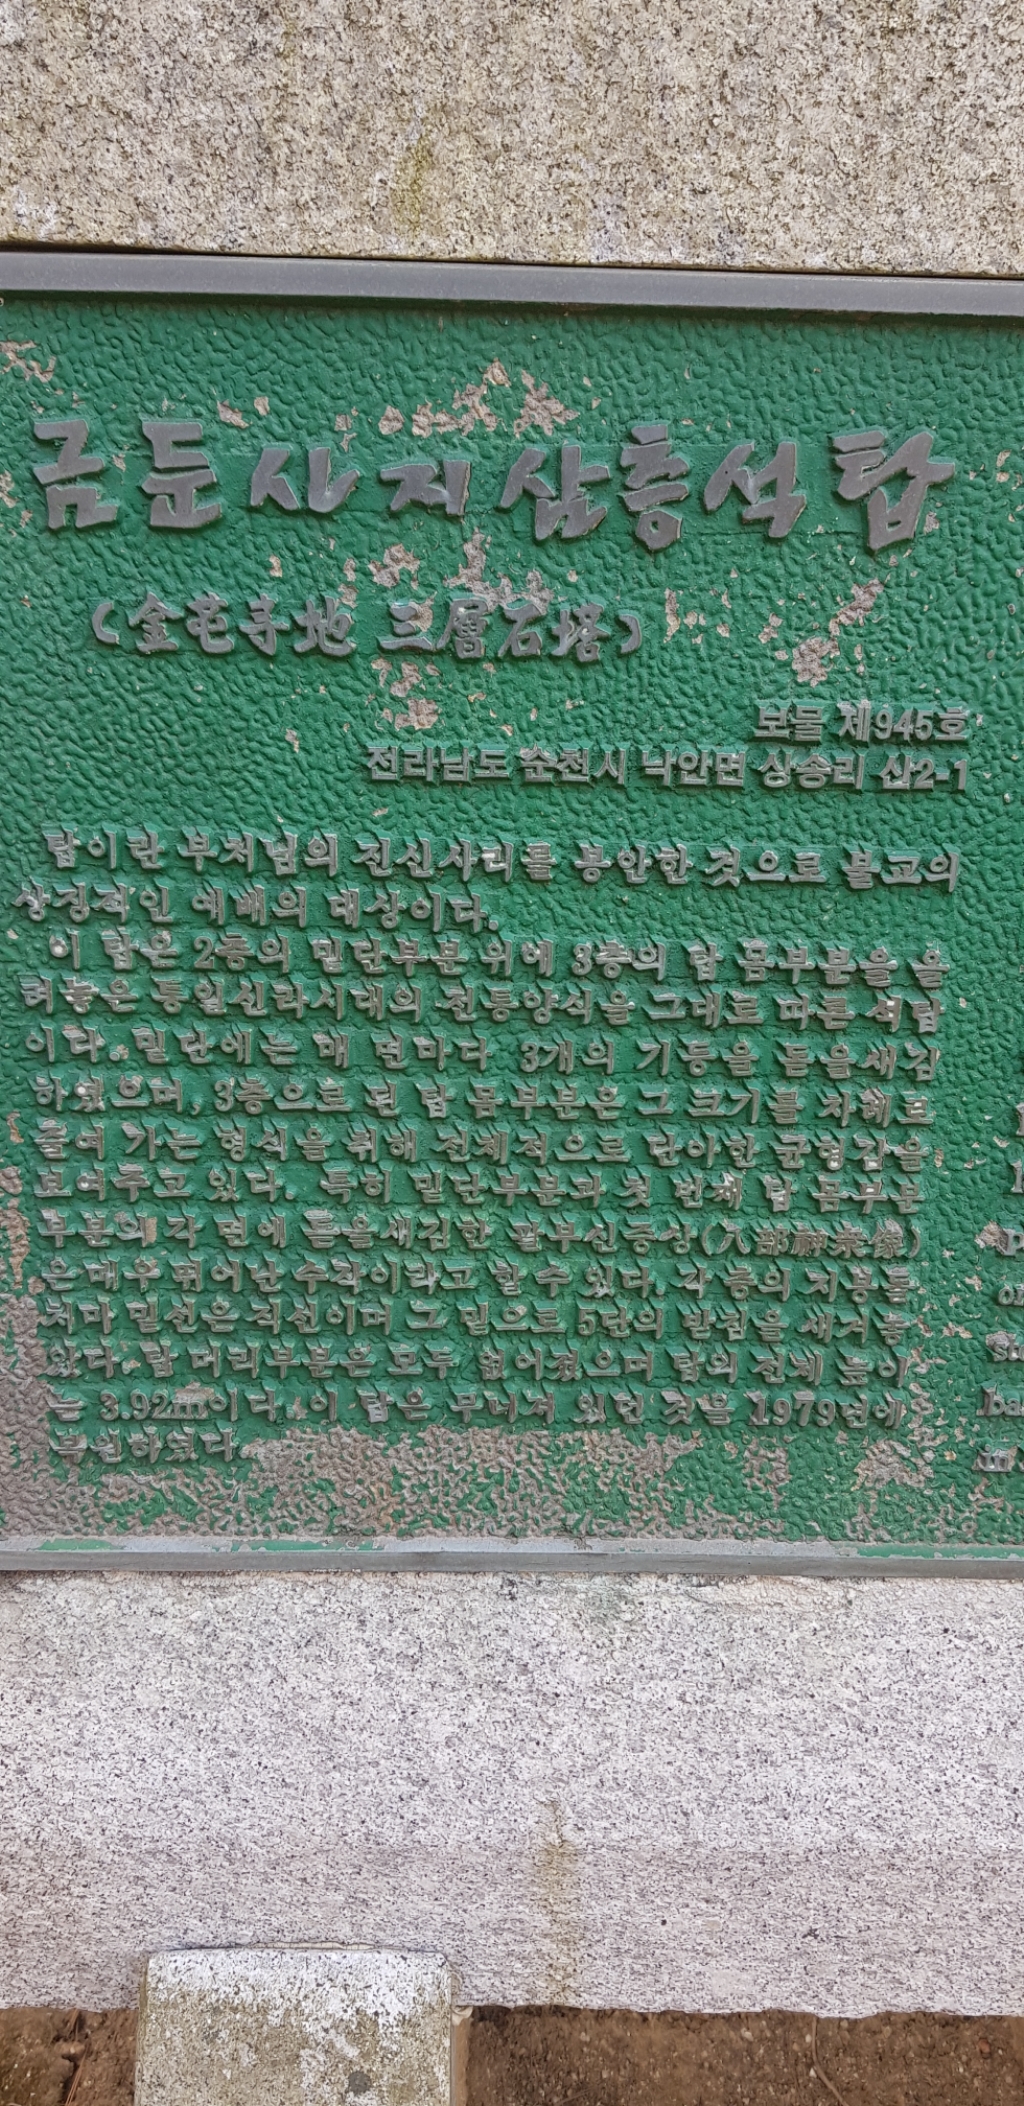 금둔사지삼층석탑
(金芚寺地 三層石塔)
보물 제945호
전라남도 순천시 낙안면 상송리 산2-1
탑이란 부처님의 진신사리를 봉안한 것으로 불교의
상징적인 예배의 대상이다.
이 탑은 2층의 밑단부분위에 3층의 탑 몸부분을 올
려놓은 통일신라시대의 전통양식을 그대로 따른 석탑
이다. 밑단에는 매 면마다 3개의 기둥을 돋을새김
하였으며, 3층으로 된 탑 몸부분은 그 크기를 차례로
줄여 가는 형식을 취해 전체적으로 단아한 균형감을
보여주고 있다. 특히 밑단부분과 첫 번째 탑 몸부분
부분의 각 면에 돋을새김한 팔부신중상(八部神衆像)
은 매우 뛰어난 수작이라고 할 수 있다. 각 층의 지붕돌
처마 밑선은 직선이며 그 밑으로 5단의 받침을 새겨놓
았다. 탑 머리부분은 모두 없어졌으며 탑의 전체 높이
는 3.92m이다. 이 탑은 무너져 있던 것을 1979년에
복원하였다